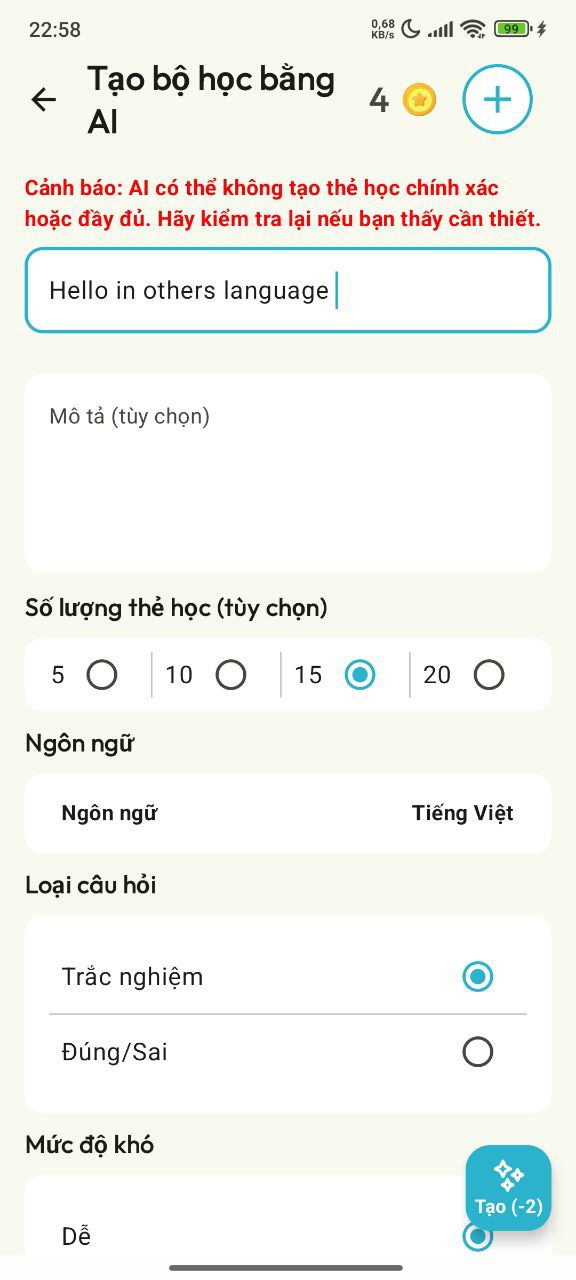 22:58
0,68
KB/s
99
Tạo bộ học bằng
AI
4
Cảnh báo: AI có thể không tạo thẻ học chính xác
hoặc đầy đủ. Hãy kiểm tra lại nếu bạn thấy cần thiết.
Hello in others language
Mô tả (tùy chọn)
Số lượng thẻ học (tùy chọn)
5 10 15 20
Ngôn ngữ
Ngôn ngữ Tiếng Việt
Loại câu hỏi
Trắc nghiệm
Đúng/Sai
Mức độ khó
Tạo (-2)
Dễ